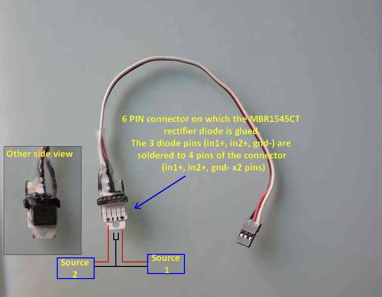 6 PIN connector on which the MBR1545CT
rectifier diode is glued.
The 3 diode pins (in1+, in2+, gnd-) are
soldered to 4 pins of the connector
(in1+, in2+, gnd- x2 pins)
Other side view
Source
2
Source
1